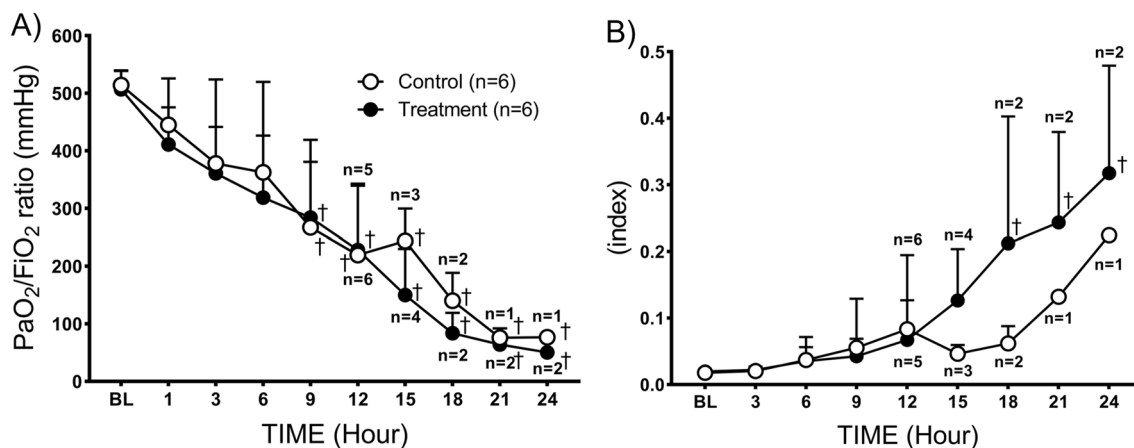 A)
600
500
400
300
200
100
0
PaO2/FiO2 ratio (mmHg)
Control (n=6)
Treatment (n=6)
n=5
n=3
n=2
n=1
n=1
† † † † † † † † † † † †
n=6
n=4
n=2
n=2
n=2
BL 1 3 6 9 12 15 18 21 24
TIME (Hour)
B)
0.5
0.4
0.3
0.2
0.1
0.0
(index)
n=6
n=4
n=2
n=2
n=2
† † †
n=5
n=3
n=2
n=1
n=1
BL 3 6 9 12 15 18 21 24
TIME (Hour)